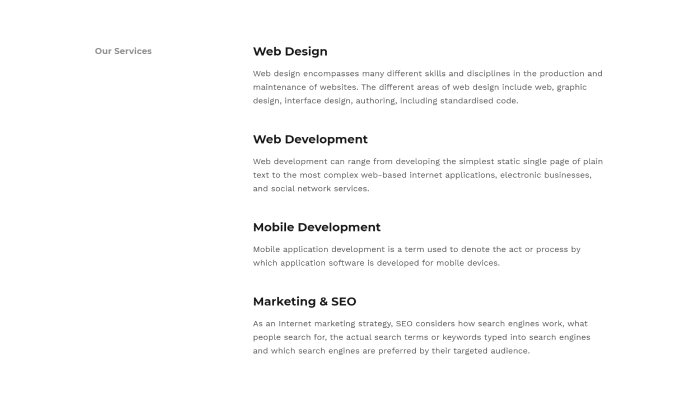 Our Services
Web Design
Web design encompasses many different skills and disciplines in the production and
maintenance of websites. The different areas of web design include web, graphic
design, interface design, authoring, including standardised code.
Web Development
Web development can range from developing the simplest static single page of plain
text to the most complex web-based internet applications, electronic businesses,
and social network services.
Mobile Development
Mobile application development is a term used to denote the act or process by
which application software is developed for mobile devices.
Marketing & SEO
As an Internet marketing strategy, SEO considers how search engines work, what
people search for, the actual search terms or keywords typed into search engines
and which search engines are preferred by their targeted audience.